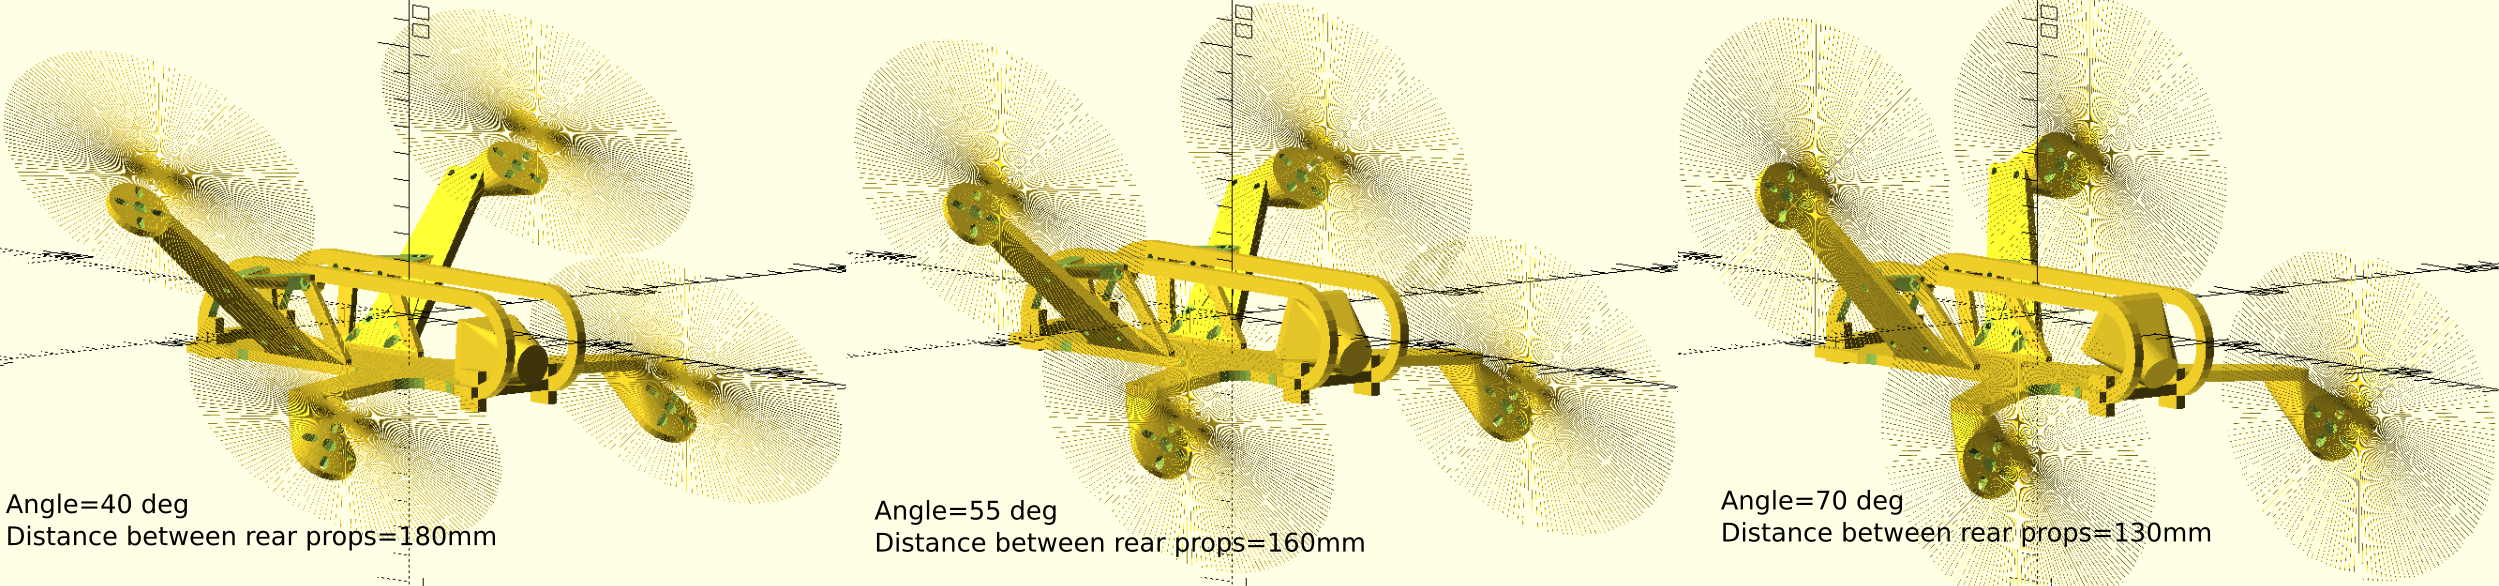 Angle=40 deg
Distance between rear props=180mm
Angle=55 deg
Distance between rear props=160mm
Angle=70 deg
Distance between rear props=130mm